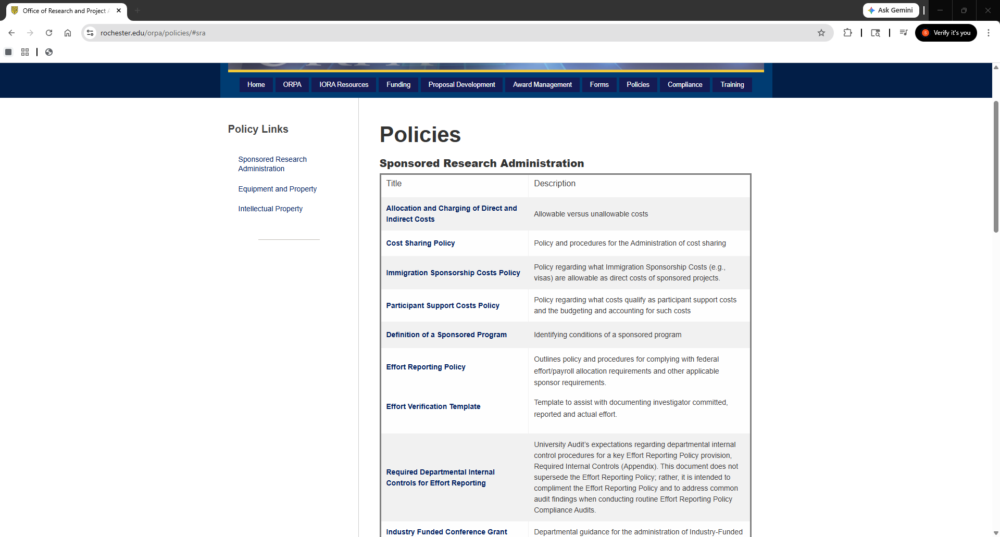 Office of Research and Project
Ask Gemini
rochester.edu/orpa/policies/#sra
S
Verify it's you
Home
ORPA
IORA Resources
Funding
Proposal Development
Award Management
Forms
Policies
Compliance
Training
Policy Links
Sponsored Research
Administration
Equipment and Property
Intellectual Property
Policies
Sponsored Research Administration
Title
Description
Allocation and Charging of Direct and
Indirect Costs
Allowable versus unallowable costs
Cost Sharing Policy
Policy and procedures for the Administration of cost sharing
Immigration Sponsorship Costs Policy
Policy regarding what Immigration Sponsorship Costs (e.g.,
visas) are allowable as direct costs of sponsored projects.
Participant Support Costs Policy
Policy regarding what costs qualify as participant support costs
and the budgeting and accounting for such costs
Definition of a Sponsored Program
Identifying conditions of a sponsored program
Effort Reporting Policy
Outlines policy and procedures for complying with federal
effort/payroll allocation requirements and other applicable
sponsor requirements.
Effort Verification Template
Template to assist with documenting investigator committed,
reported and actual effort.
Required Departmental Internal
Controls for Effort Reporting
University Audit's expectations regarding departmental internal
control procedures for a key Effort Reporting Policy provision,
Required Internal Controls (Appendix). This document does not
supersede the Effort Reporting Policy; rather, it is intended to
compliment the Effort Reporting Policy and to address common
audit findings when conducting routine Effort Reporting Policy
Compliance Audits.
Industry Funded Conference Grant
Departmental guidance for the administration of Industry-Funded